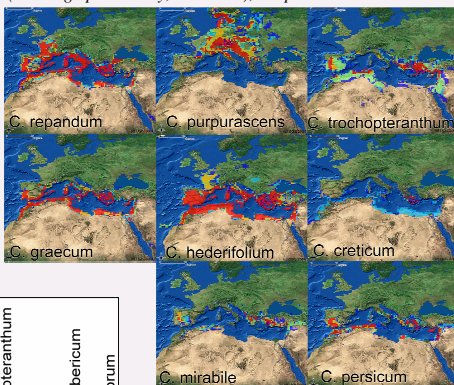 C. repandum
C. purpurascens
C. trochopteranthum
C. graecum
C. hederifolium
C. creticum
C. mirabile
C. persicum